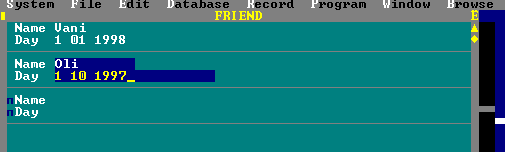 System File Edit Database Record Program Window Browse
FRIEND
Name Vani
Day 1 01 1998
Name Oli
Day 1 10 1997_
Name
Day